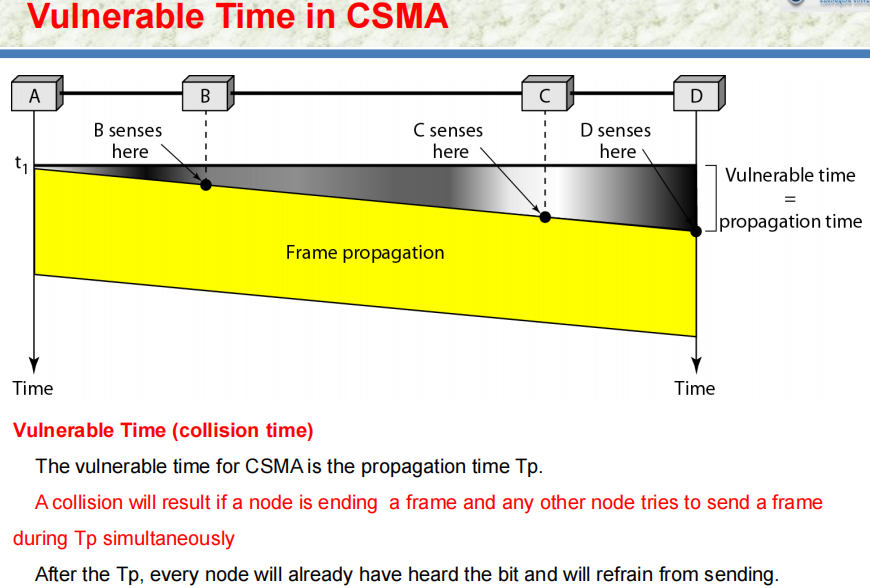 Vulnerable Time in CSMA
A
B
C
D
B senses
here
C senses
here
D senses
here
t1
Vulnerable time
=
propagation time
Frame propagation
Time
Time
Vulnerable Time (collision time)
The vulnerable time for CSMA is the propagation time Tp.
A collision will result if a node is ending a frame and any other node tries to send a frame
during Tp simultaneously
After the Tp, every node will already have heard the bit and will refrain from sending.